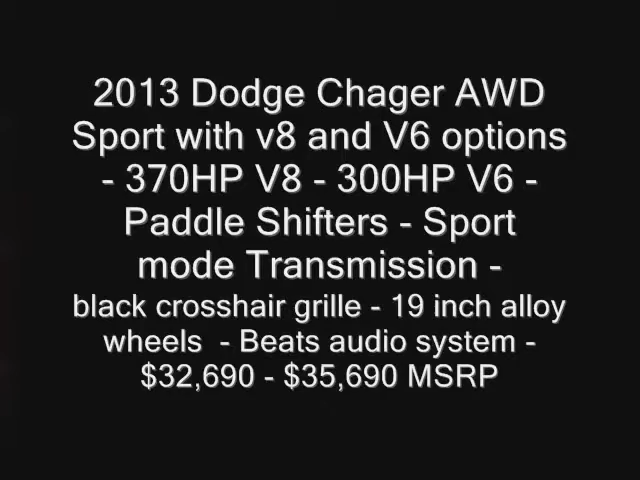 2013 Dodge Chager AWD
Sport with v8 and V6 options
- 370HP V8 - 300HP V6 -
Paddle Shifters - Sport
mode Transmission -
black crosshair grille - 19 inch alloy
wheels - Beats audio system -
$32,690 - $35,690 MSRP